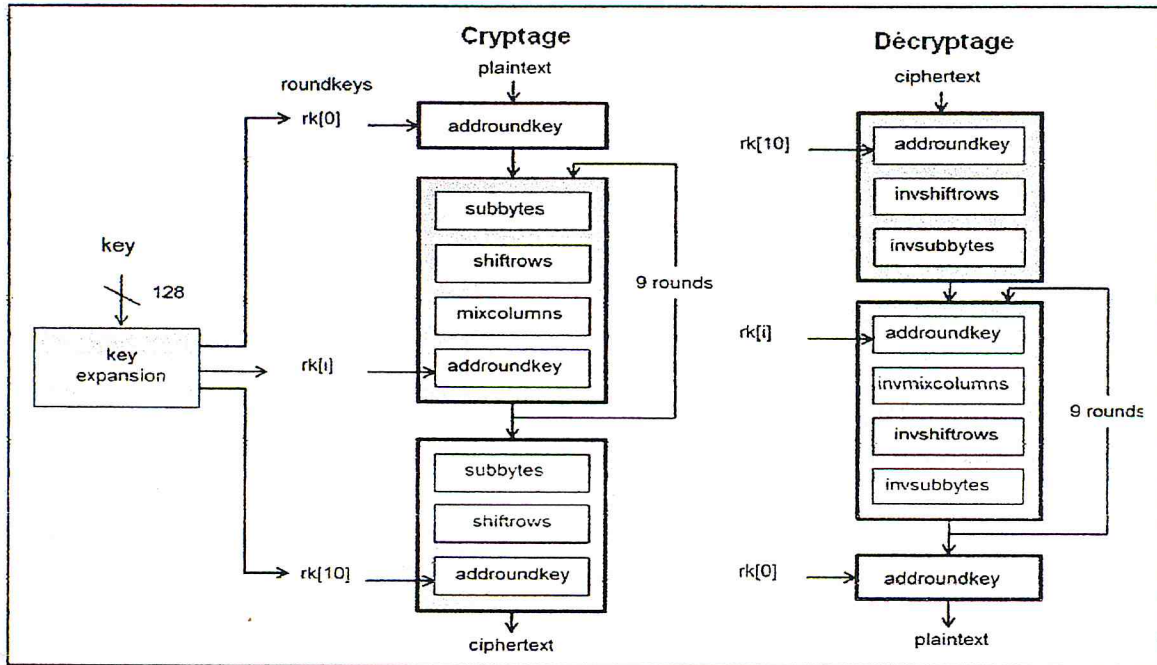 Cryptage
plaintext
roundkeys
rk[0]
addroundkey
subbytes
shiftrows
mixcolumns
rk[i]
addroundkey
9 rounds
key
128
key
expansion
subbytes
shiftrows
rk[10]
addroundkey
ciphertext
Dècryptage
ciphertext
rk[10]
addroundkey
invshiftrows
invsubbytes
rk[i]
addroundkey
invmixcolumns
invshiftrows
invsubbytes
9 rounds
rk[0]
addroundkey
plaintext